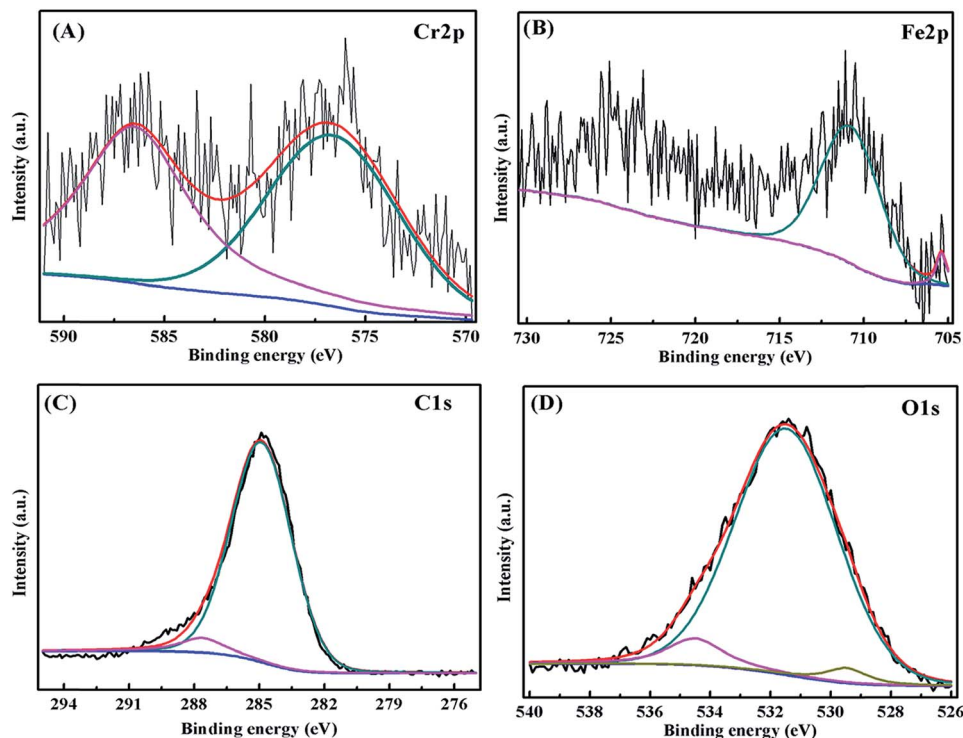 (A) Cr2p
Intensity (a.u.)
590 585 580 575 570
Binding energy (eV)
(B) Fe2p
Intensity (a.u.)
730 725 720 715 710 705
Binding energy (eV)
(C) C1s
Intensity (a.u.)
294 291 288 285 282 279 276
Binding energy (eV)
(D) O1s
Intensity (a.u.)
540 538 536 534 532 530 528 526
Binding energy (eV)